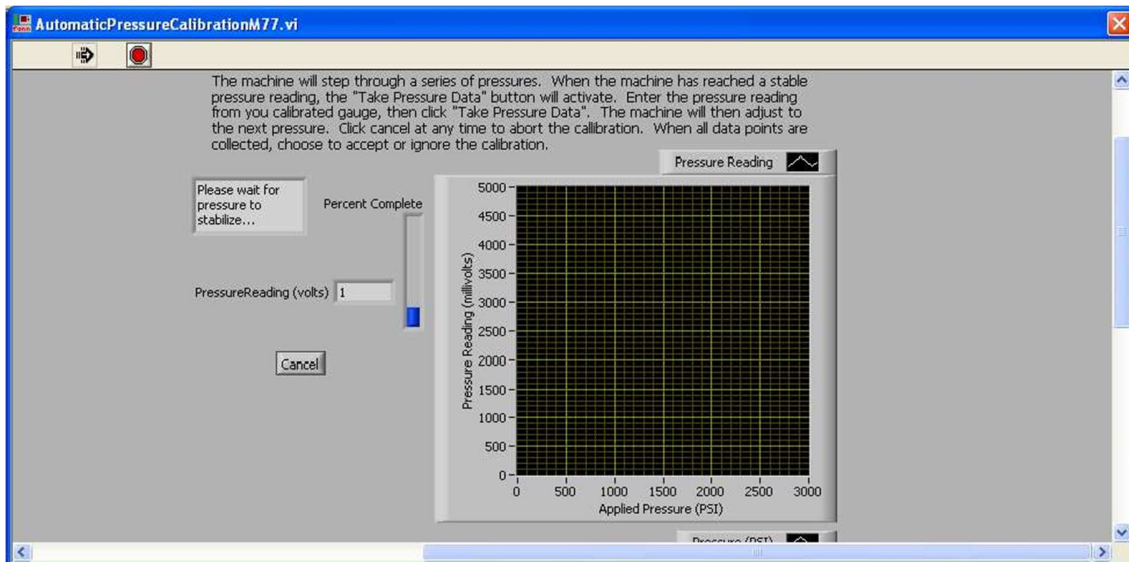 AutomaticPressureCalibrationM77.vi
The machine will step through a series of pressures.  When the machine has reached a stable
pressure reading, the "Take Pressure Data" button will activate.  Enter the pressure reading
from you calibrated gauge, then click "Take Pressure Data".  The machine will then adjust to
the next pressure.  Click cancel at any time to abort the callibration.  When all data points are
collected, choose to accept or ignore the calibration.
Pressure Reading
Please wait for
pressure to
stabilize...
Percent Complete
PressureReading (volts) 1
Cancel
Pressure Reading (millivolts)
5000
4500
4000
3500
3000
2500
2000
1500
1000
500
0
0 500 1000 1500 2000 2500 3000
Applied Pressure (PSI)
Pressure (PSI)